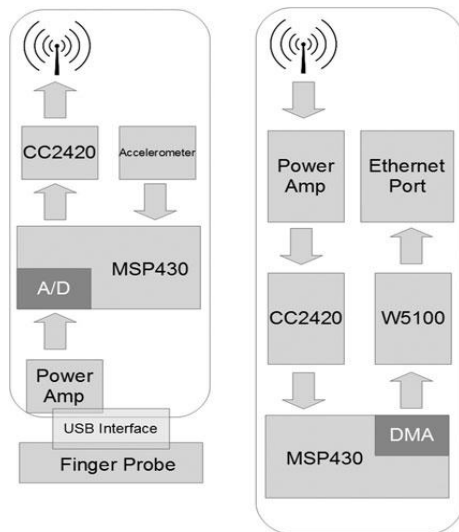 CC2420
Accelerometer
MSP430
A/D
Power
Amp
USB Interface
Finger Probe
Power
Amp
Ethernet
Port
CC2420
W5100
MSP430
DMA